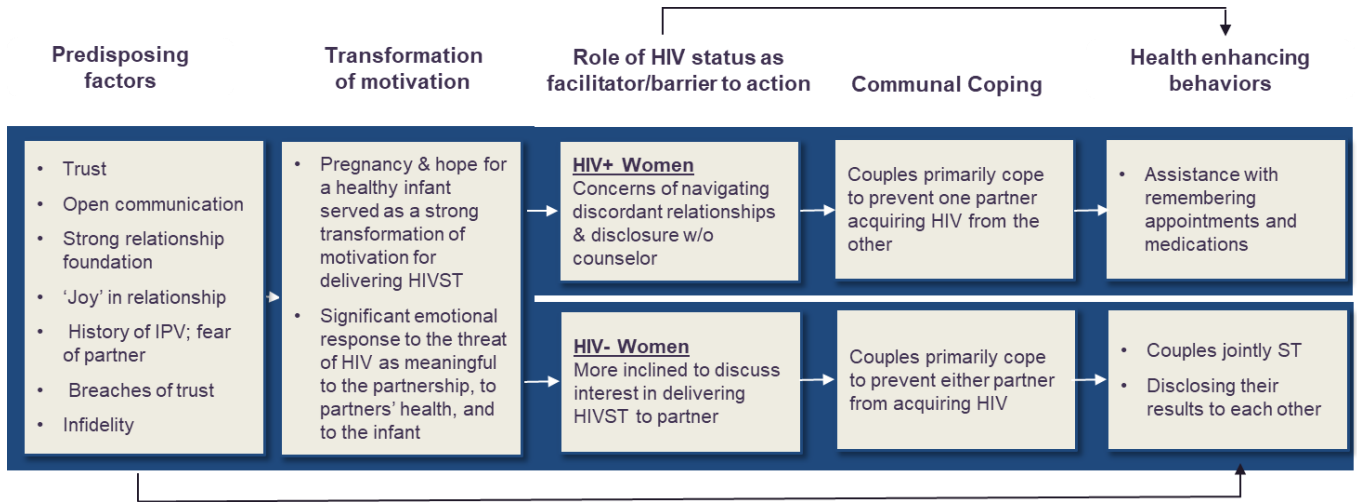 Predisposing
factors
Transformation
of motivation
Role of HIV status as
facilitator/barrier to action
Communal Coping
Health enhancing
behaviors
• Trust
• Open communication
• Strong relationship
foundation
• ‘Joy’ in relationship
• History of IPV; fear
of partner
• Breaches of trust
• Infidelity
• Pregnancy & hope for
a healthy infant
served as a strong
transformation of
motivation for
delivering HIVST
• Significant emotional
response to the threat
of HIV as meaningful
to the partnership, to
partners’ health, and
to the infant
HIV+ Women
Concerns of navigating
discordant relationships
& disclosure w/o
counselor
Couples primarily cope
to prevent one partner
acquiring HIV from the
other
• Assistance with
remembering
appointments and
medications
HIV- Women
More inclined to discuss
interest in delivering
HIVST to partner
Couples primarily cope
to prevent either partner
from acquiring HIV
• Couples jointly ST
• Disclosing their
results to each other